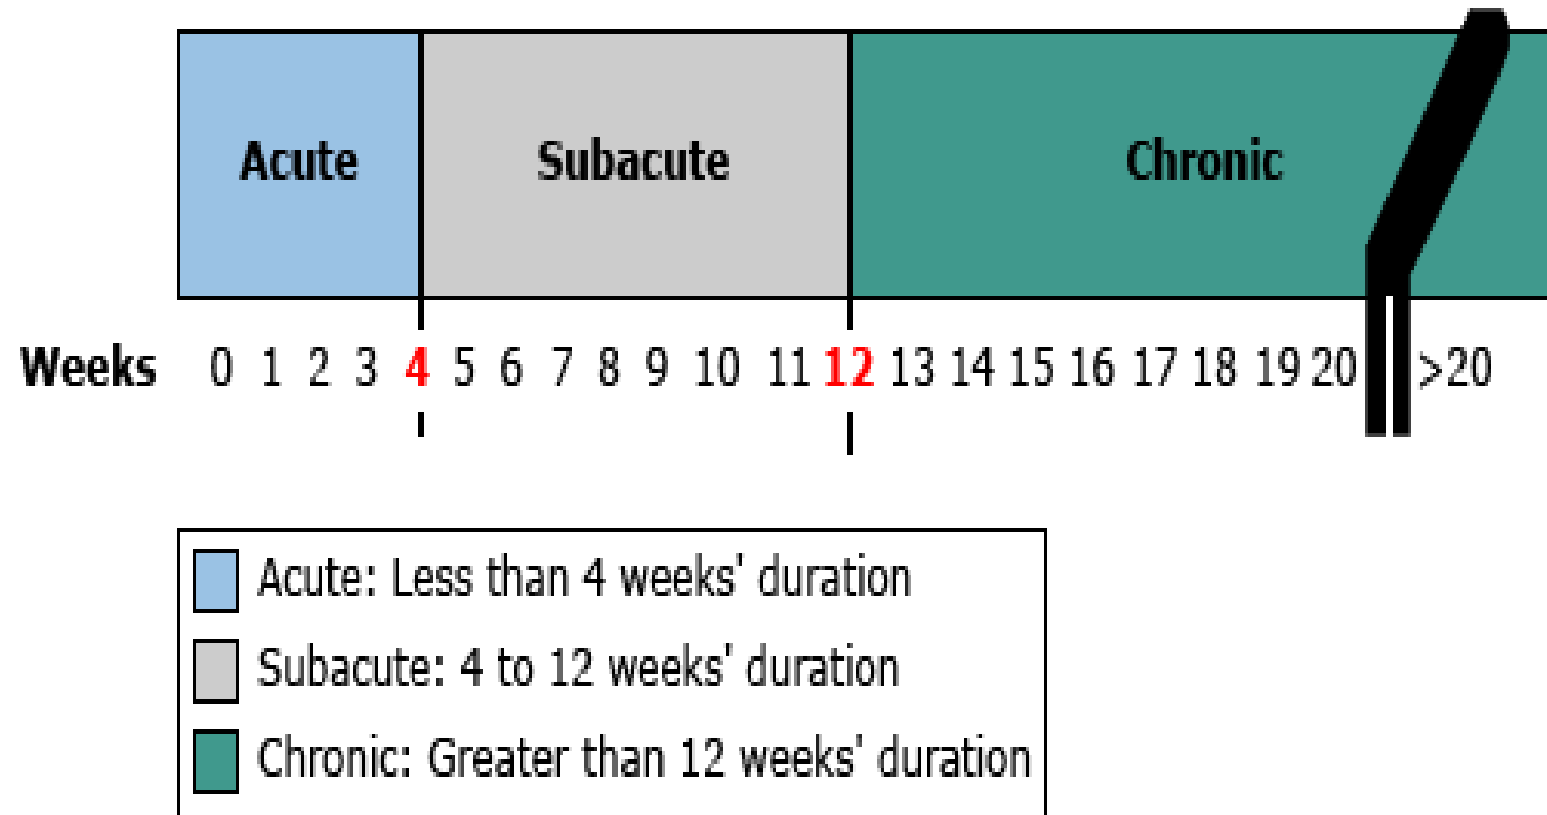 Acute Subacute Chronic
Weeks 0 1 2 3 4 5 6 7 8 9 10 11 12 13 14 15 16 17 18 19 20 >20
Acute: Less than 4 weeks' duration
Subacute: 4 to 12 weeks' duration
Chronic: Greater than 12 weeks' duration